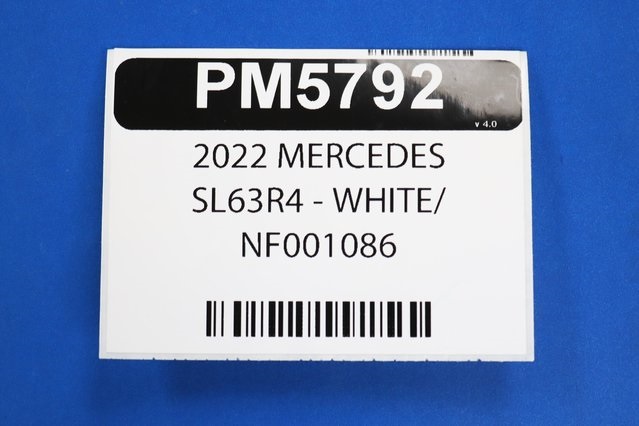 PM5792
v 4.0
2022 MERCEDES
SL63R4 - WHITE/
NF001086